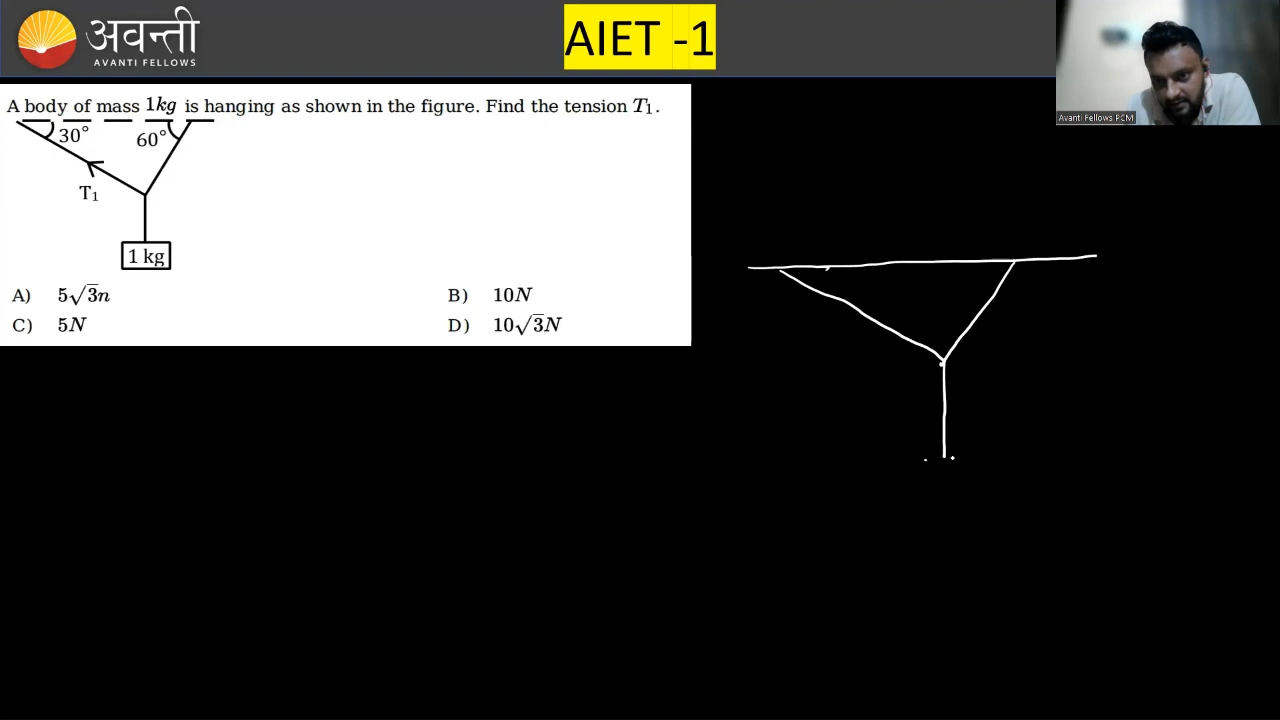 अवन्ती
AVANTI FELLOWS
AIET -1
Avanti Fellows PCM
A body of mass 1kg is hanging as shown in the figure. Find the tension T₁.
30°
60°
T₁
1 kg
A) 5√3n
B) 10N
C) 5N
D) 10√3N